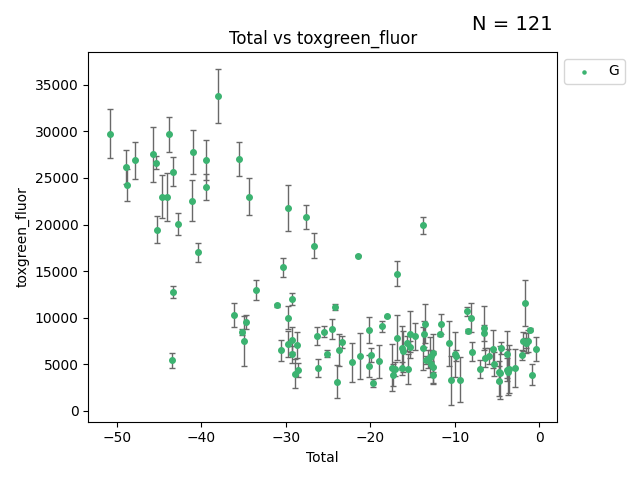 N = 121
Total vs toxgreen_fluor
G
toxgreen_fluor
35000
30000
25000
20000
15000
10000
5000
0
−50 −40 −30 −20 −10 0
Total